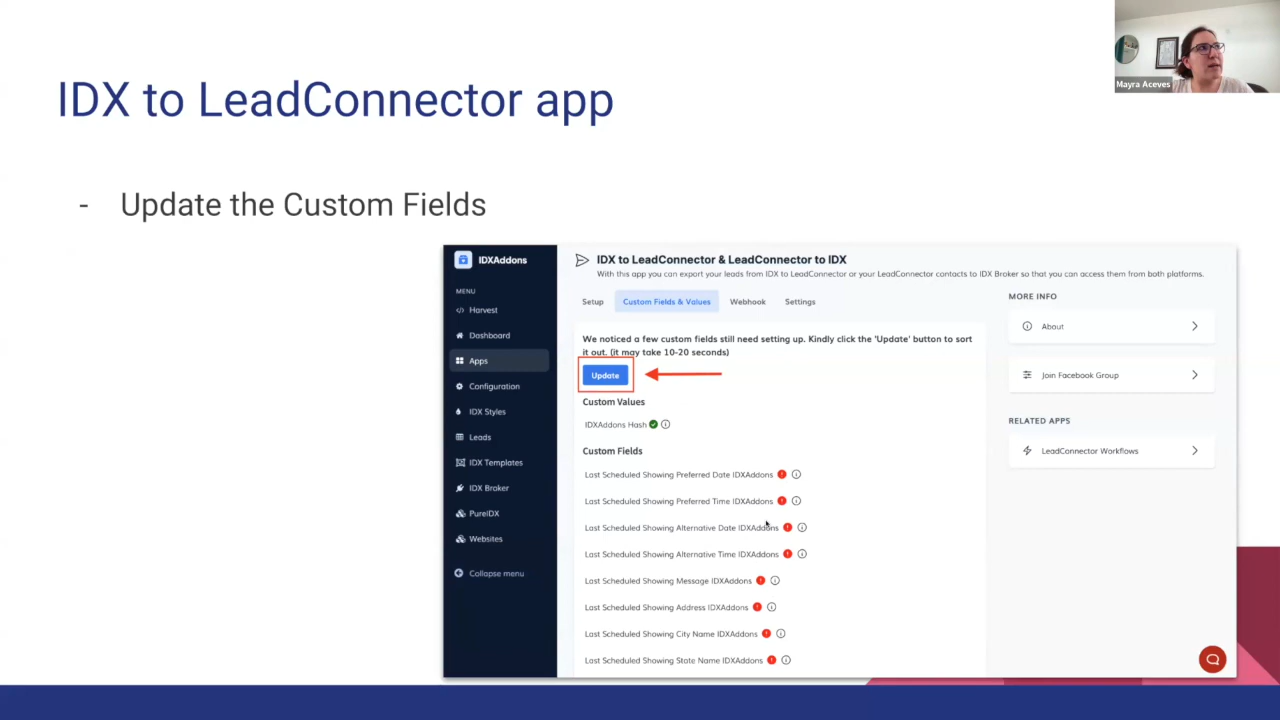 IDX to LeadConnector app
Mayra Aceves
- Update the Custom Fields
IDXAddons
MENU
Harvest
Dashboard
Apps
Configuration
IDX Styles
Leads
IDX Templates
IDX Broker
PureIDX
Websites
Collapse menu
IDX to LeadConnector & LeadConnector to IDX
With this app you can export your leads from IDX to LeadConnector or your LeadConnector contacts to IDX Broker so that you can access them from both platforms.
Setup Custom Fields & Values Webhook Settings
We noticed a few custom fields still need setting up. Kindly click the 'Update' button to sort
it out. (it may take 10-20 seconds)
Update
Custom Values
IDXAddons Hash
Custom Fields
Last Scheduled Showing Preferred Date IDXAddons
Last Scheduled Showing Preferred Time IDXAddons
Last Scheduled Showing Alternative Date IDXAddons
Last Scheduled Showing Alternative Time IDXAddons
Last Scheduled Showing Message IDXAddons
Last Scheduled Showing Address IDXAddons
Last Scheduled Showing City Name IDXAddons
Last Scheduled Showing State Name IDXAddons
MORE INFO
About
Join Facebook Group
RELATED APPS
LeadConnector Workflows